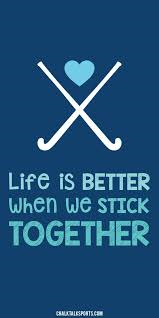 Life is BETTER
when we STICK
TOGETHER
CHALKTALKSPORTS.COM